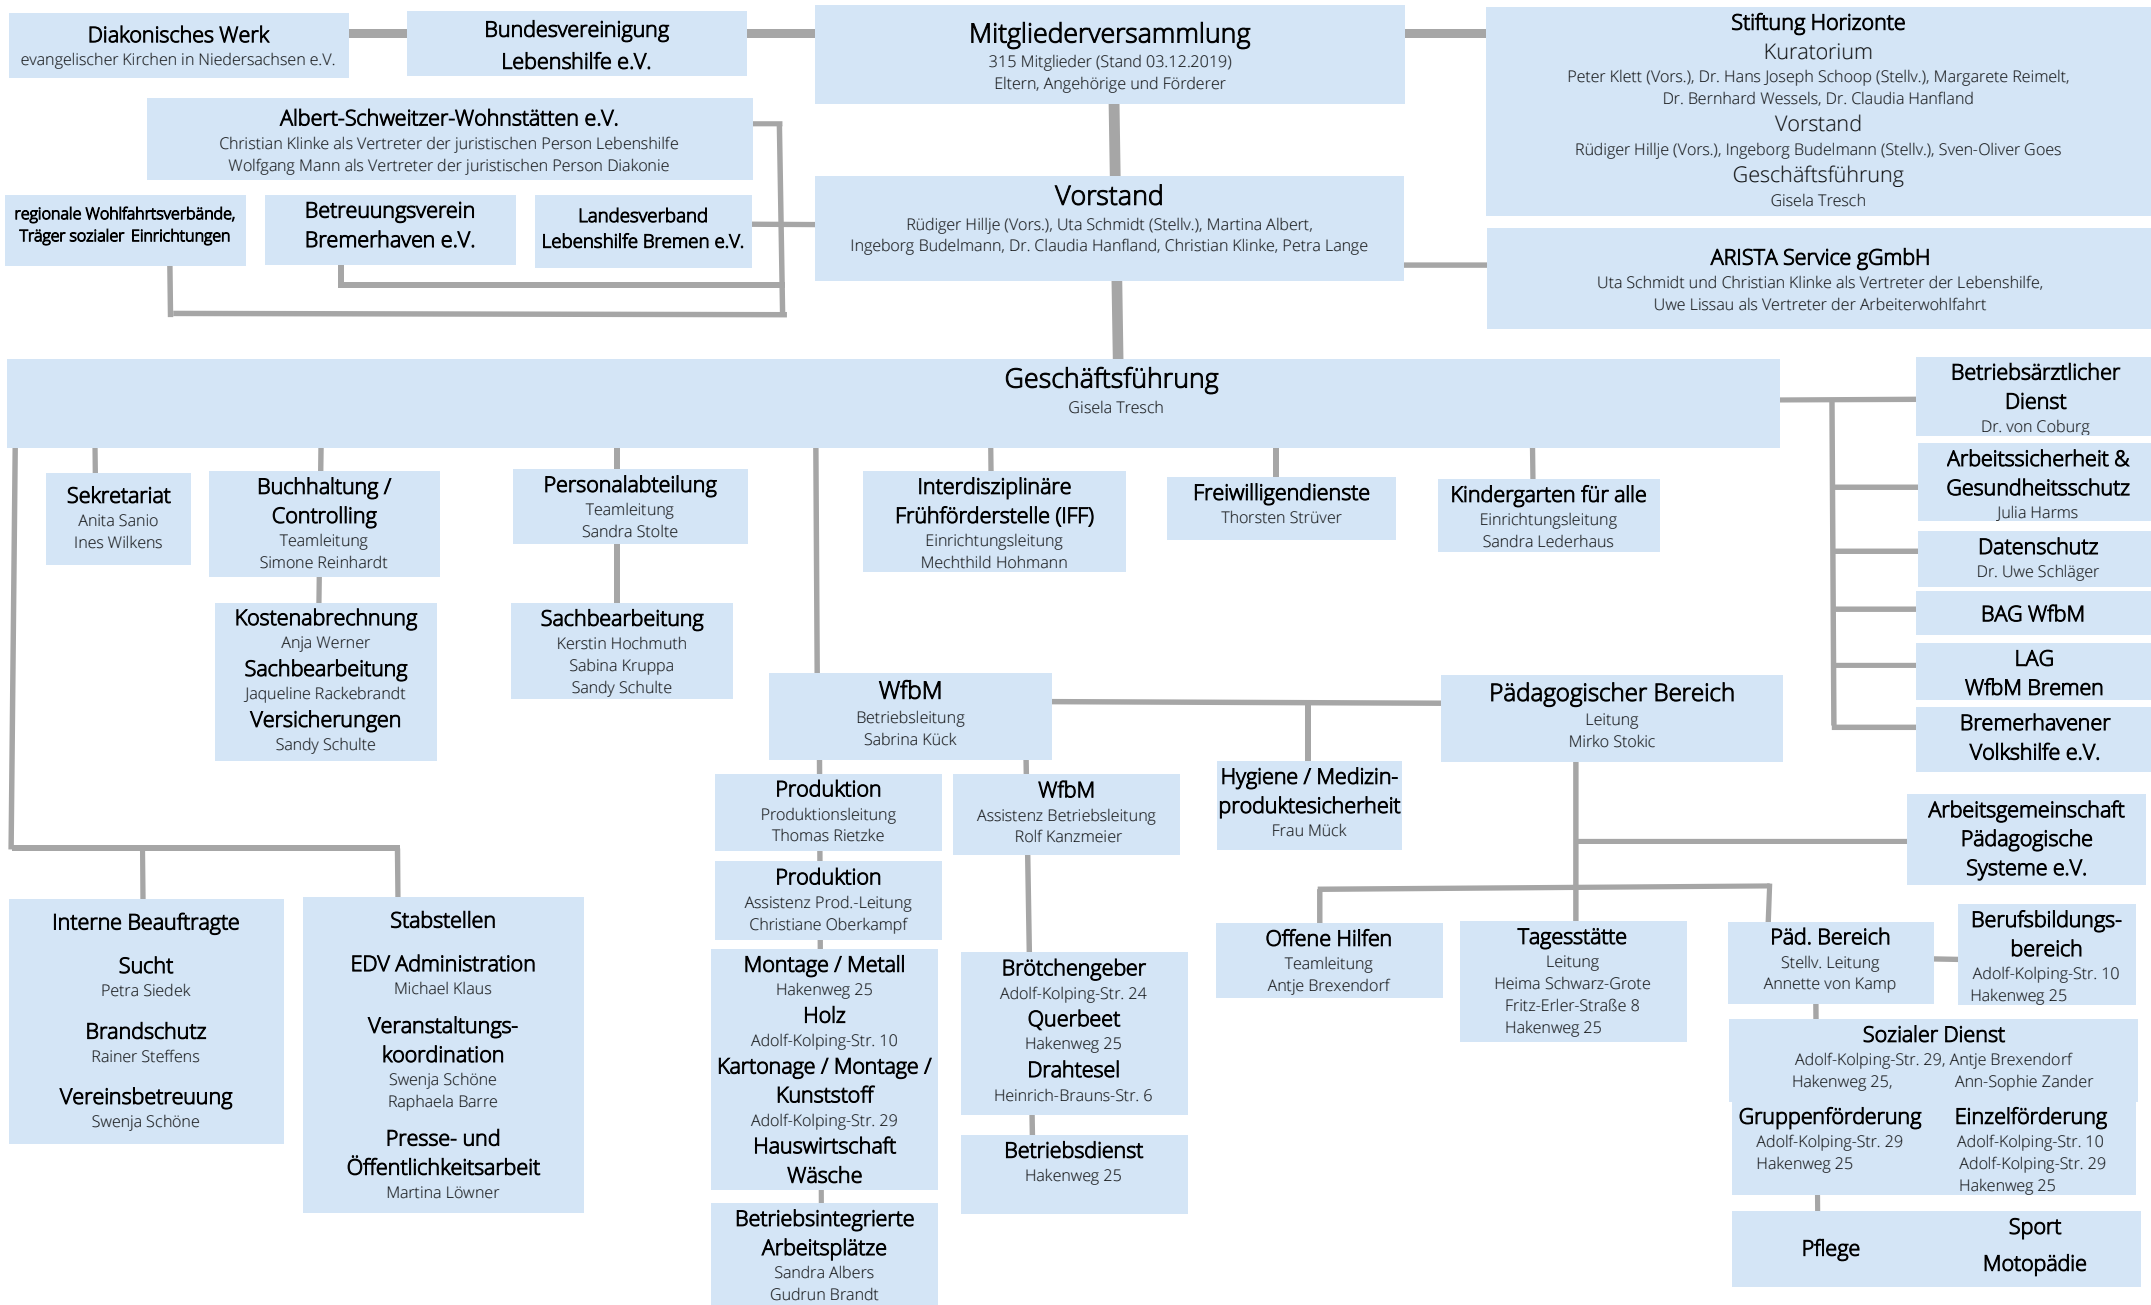 Diakonisches Werk
evangelischer Kirchen in Niedersachsen e.V.
Bundesvereinigung
Lebenshilfe e.V.
Mitgliederversammlung
315 Mitglieder (Stand 03.12.2019)
Eltern, Angehörige und Förderer
Stiftung Horizonte
Kuratorium
Peter Klett (Vors.), Dr. Hans Joseph Schoop (Stellv.), Margarete Reimelt,
Dr. Bernhard Wessels, Dr. Claudia Hanfland
Vorstand
Rüdiger Hillje (Vors.), Ingeborg Budelmann (Stellv.), Sven-Oliver Goes
Geschäftsführung
Gisela Tresch
Albert-Schweitzer-Wohnstätten e.V.
Christian Klinke als Vertreter der juristischen Person Lebenshilfe
Wolfgang Mann als Vertreter der juristischen Person Diakonie
regionale Wohlfahrtsverbände,
Träger sozialer Einrichtungen
Betreuungsverein
Bremerhaven e.V.
Landesverband
Lebenshilfe Bremen e.V.
Vorstand
Rüdiger Hillje (Vors.), Uta Schmidt (Stellv.), Martina Albert,
Ingeborg Budelmann, Dr. Claudia Hanfland, Christian Klinke, Petra Lange
ARISTA Service gGmbH
Uta Schmidt und Christian Klinke als Vertreter der Lebenshilfe,
Uwe Lissau als Vertreter der Arbeiterwohlfahrt
Geschäftsführung
Gisela Tresch
Betriebsärztlicher
Dienst
Dr. von Coburg
Arbeitssicherheit &
Gesundheitsschutz
Julia Harms
Datenschutz
Dr. Uwe Schläger
BAG WfbM
LAG
WfbM Bremen
Bremerhavener
Volkshilfe e.V.
Sekretariat
Anita Sanio
Ines Wilkens
Buchhaltung /
Controlling
Teamleitung
Simone Reinhardt
Kostenabrechnung
Anja Werner
Sachbearbeitung
Jaqueline Rackebrandt
Versicherungen
Sandy Schulte
Personalabteilung
Teamleitung
Sandra Stolte
Sachbearbeitung
Kerstin Hochmuth
Sabina Kruppa
Sandy Schulte
Interdisziplinäre
Frühförderstelle (IFF)
Einrichtungsleitung
Mechthild Hohmann
Freiwilligendienste
Thorsten Strüver
Kindergarten für alle
Einrichtungsleitung
Sandra Lederhaus
WfbM
Betriebsleitung
Sabrina Kück
Pädagogischer Bereich
Leitung
Mirko Stokic
Hygiene / Medizin-
produktesicherheit
Frau Mück
Arbeitsgemeinschaft
Pädagogische
Systeme e.V.
Produktion
Produktionsleitung
Thomas Rietzke
WfbM
Assistenz Betriebsleitung
Rolf Kanzmeier
Produktion
Assistenz Prod.-Leitung
Christiane Oberkampf
Montage / Metall
Hakenweg 25
Holz
Adolf-Kolping-Str. 10
Kartonage / Montage /
Kunststoff
Adolf-Kolping-Str. 29
Hauswirtschaft
Wäsche
Betriebsintegrierte
Arbeitsplätze
Sandra Albers
Gudrun Brandt
Brötchengeber
Adolf-Kolping-Str. 24
Querbeet
Hakenweg 25
Drahtesel
Heinrich-Brauns-Str. 6
Betriebsdienst
Hakenweg 25
Interne Beauftragte
Sucht
Petra Siedek
Brandschutz
Rainer Steffens
Vereinsbetreuung
Swenja Schöne
Stabstellen
EDV Administration
Michael Klaus
Veranstaltungs-
koordination
Swenja Schöne
Raphaela Barre
Presse- und
Öffentlichkeitsarbeit
Martina Löwner
Offene Hilfen
Teamleitung
Antje Brexendorf
Tagesstätte
Leitung
Heima Schwarz-Grote
Fritz-Erler-Straße 8
Hakenweg 25
Päd. Bereich
Stellv. Leitung
Annette von Kamp
Berufsbildungs-
bereich
Adolf-Kolping-Str. 10
Hakenweg 25
Sozialer Dienst
Adolf-Kolping-Str. 29, Antje Brexendorf
Hakenweg 25, Ann-Sophie Zander
Gruppenförderung
Adolf-Kolping-Str. 29
Hakenweg 25
Einzelförderung
Adolf-Kolping-Str. 10
Adolf-Kolping-Str. 29
Hakenweg 25
Pflege
Sport
Motopädie